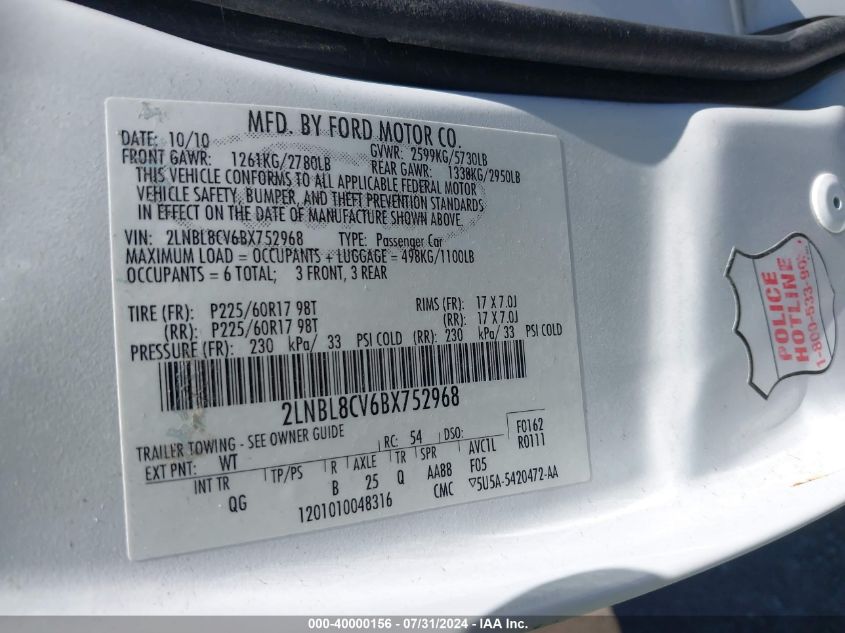 MFD. BY FORD MOTOR CO.
DATE: 10/10 GVWR: 2599KG/5730LB
FRONT GAWR: 1261KG/2780LB REAR GAWR: 1338KG/2950LB
THIS VEHICLE CONFORMS TO ALL APPLICABLE FEDERAL MOTOR
VEHICLE SAFETY, BUMPER, AND THEFT PREVENTION STANDARDS
IN EFFECT ON THE DATE OF MANUFACTURE SHOWN ABOVE.
VIN: 2LNBL8CV6BX752968 TYPE: Passenger Car
MAXIMUM LOAD = OCCUPANTS + LUGGAGE = 498KG/1100LB
OCCUPANTS = 6 TOTAL; 3 FRONT, 3 REAR
TIRE (FR): P225/60R17 98T RIMS (FR): 17 X 7.0J
(RR): P225/60R17 98T (RR): 17 X 7.0J
PRESSURE (FR): 230 kPa/ 33 PSI COLD (RR): 230 kPa/ 33 PSI COLD
2LNBL8CV6BX752968
TRAILER TOWING - SEE OWNER GUIDE
F0162
EXT PNT: WT RC: 54 DSO: R0111
INT TR TP/PS R AXLE TR SPR AVC1L
QG B 25 Q AA88 F05
1201010048316 CMC ▽5U5A-5420472-AA
POLICE
HOTLINE
1-800-533-
000-40000156 - 07/31/2024 - IAA Inc.